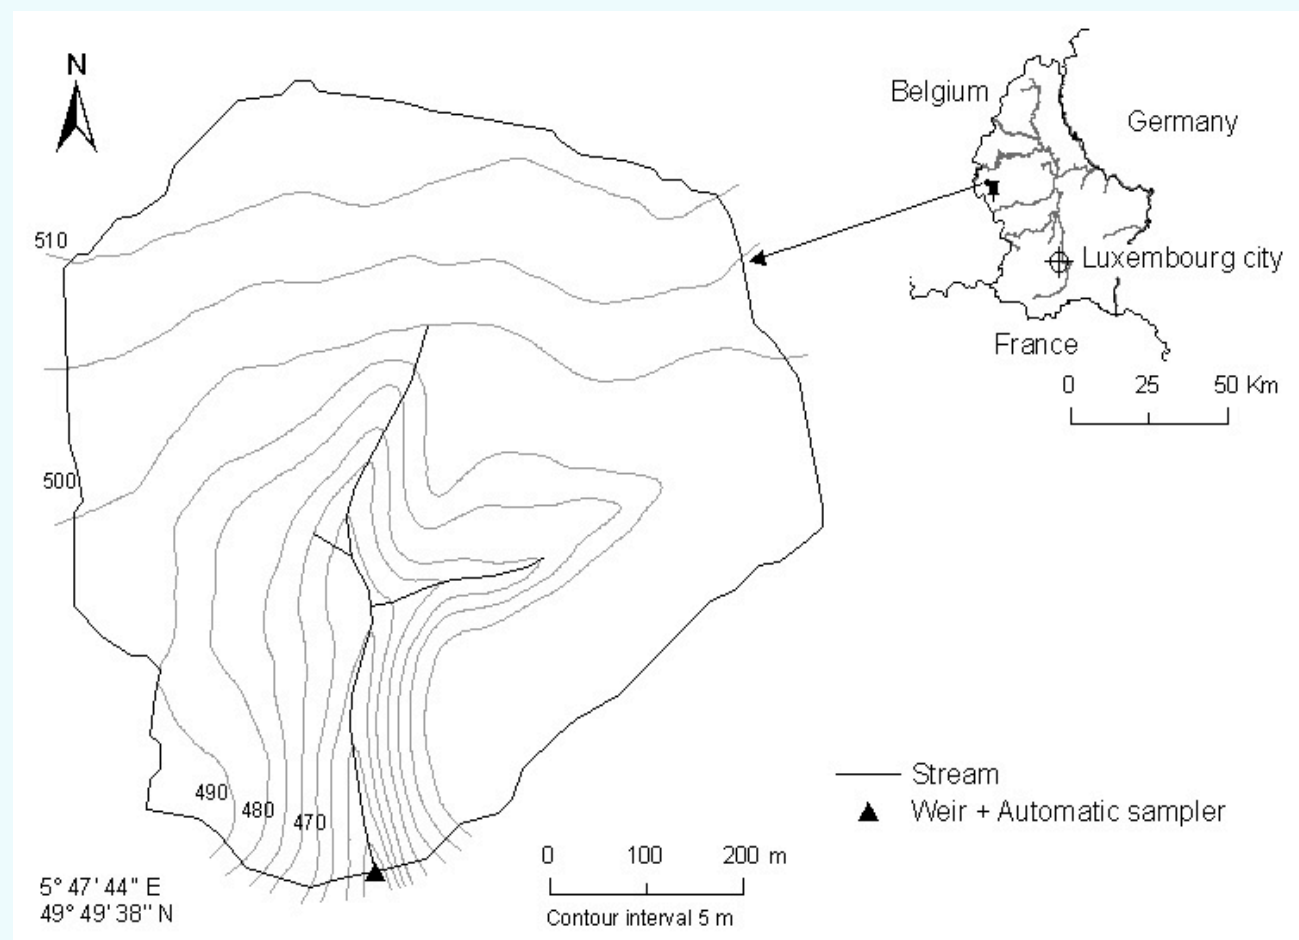 N
Belgium
Germany
510
Luxembourg city
France
0 25 50 Km
500
490
480
470
Stream
Weir + Automatic sampler
0 100 200 m
Contour interval 5 m
5° 47' 44" E
49° 49' 38" N